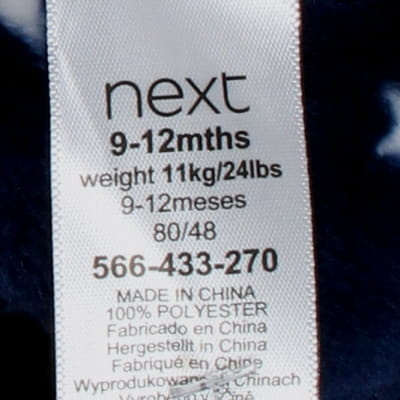 next
9-12mths
weight 11kg/24lbs
9-12meses
80/48
566-433-270
MADE IN CHINA
100% POLYESTER
Fabricado en China
Hergestellt in China
Fabriqué en Chine
Chinach